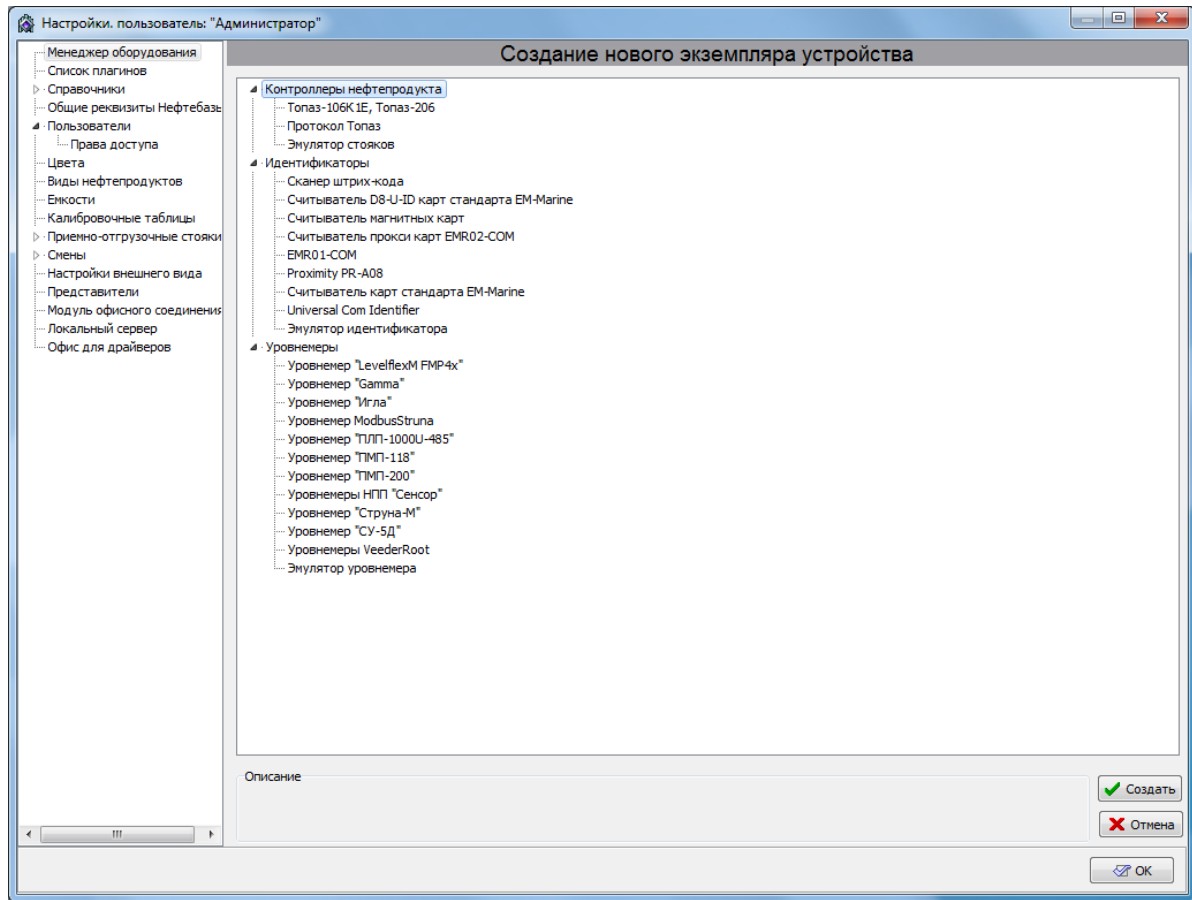 Настройки. пользователь: "Администратор"
Менеджер оборудования
Список плагинов
Справочники
Общие реквизиты Нефтебазь
Пользователи
Права доступа
Цвета
Виды нефтепродуктов
Емкости
Калибровочные таблицы
Приемно-отгрузочные стояки
Смены
Настройки внешнего вида
Представители
Модуль офисного соединения
Локальный сервер
Офис для драйверов
Создание нового экземпляра устройства
Контроллеры нефтепродукта
Топаз-106К1Е, Топаз-206
Протокол Топаз
Эмулятор стояков
Идентификаторы
Сканер штрих-кода
Считыватель D8-U-ID карт стандарта EM-Marine
Считыватель магнитных карт
Считыватель прокси карт EMR02-COM
EMR01-COM
Proximity PR-A08
Считыватель карт стандарта EM-Marine
Universal Com Identifier
Эмулятор идентификатора
Уровнемеры
Уровнемер "LevelflexM FMP4x"
Уровнемер "Gamma"
Уровнемер "Игла"
Уровнемер ModbusStruna
Уровнемер "ПЛП-1000U-485"
Уровнемер "ПМП-118"
Уровнемер "ПМП-200"
Уровнемеры НПП "Сенсор"
Уровнемер "Струна-М"
Уровнемер "СУ-5Д"
Уровнемеры VeederRoot
Эмулятор уровнемера
Описание
Создать
Отмена
ОК